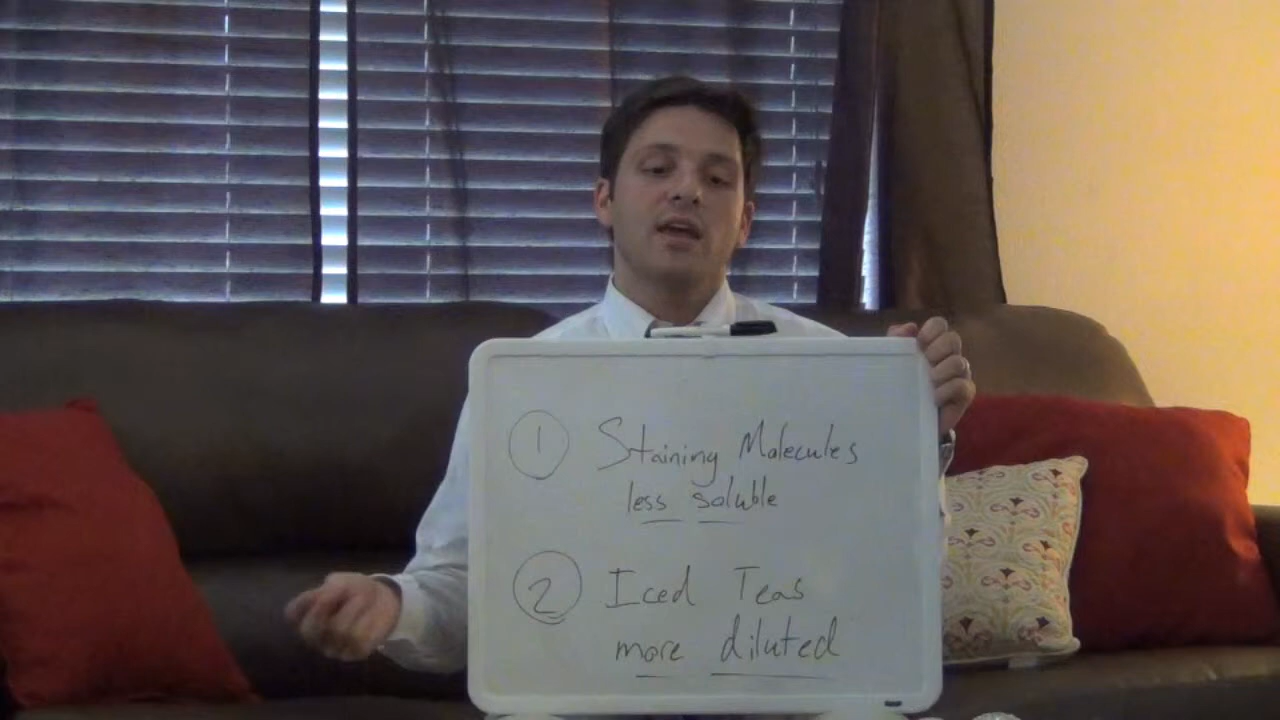 1 Staining Molecules
less soluble
2 Iced Teas
more diluted